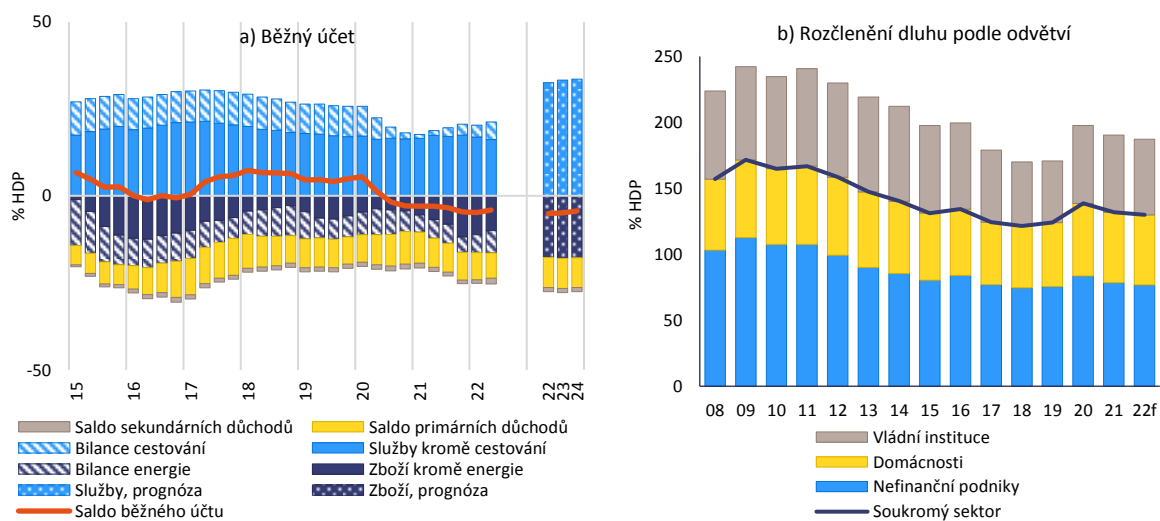 a) Běžný účet
% HDP
50
0
-50
15
16
17
18
19
20
21
22
22
23
24
Saldo sekundárních důchodů
Saldo primárních důchodů
Bilance cestování
Služby kromě cestování
Bilance energie
Zboží kromě energie
Služby, prognóza
Zboží, prognóza
Saldo běžného účtu
b) Rozčlenění dluhu podle odvětví
% HDP
250
200
150
100
50
0
08 09 10 11 12 13 14 15 16 17 18 19 20 21 22f
Vládní instituce
Domácnosti
Nefinanční podniky
Soukromý sektor